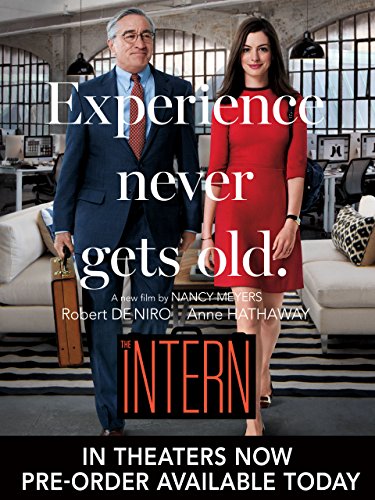 Experience
never
gets old.
A new film by NANCY MEYERS
Robert DE NIRO Anne HATHAWAY
THE
INTERN
IN THEATERS NOW
PRE-ORDER AVAILABLE TODAY